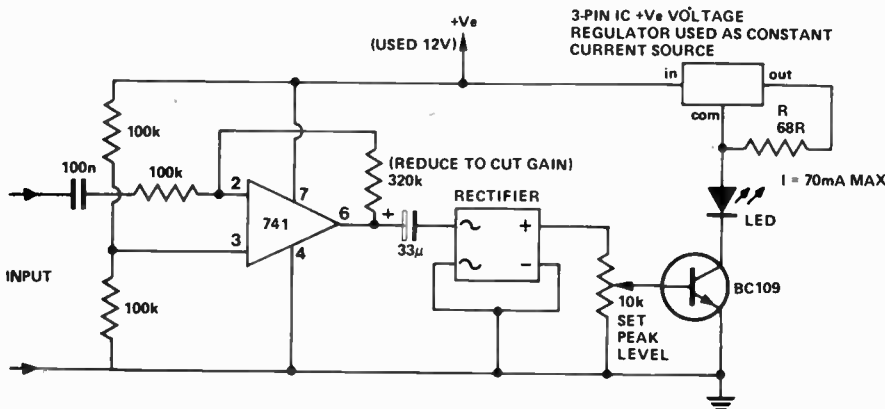 +Ve
(USED 12V)
3-PIN IC +Ve VOLTAGE
REGULATOR USED AS CONSTANT
CURRENT SOURCE
in
out
com
R
68R
I = 70mA MAX
LED
BC109
100k
100n
100k
2
7
741
6
3
4
(REDUCE TO CUT GAIN)
320k
+
33μ
RECTIFIER
+
−
10k
SET
PEAK
LEVEL
INPUT
100k